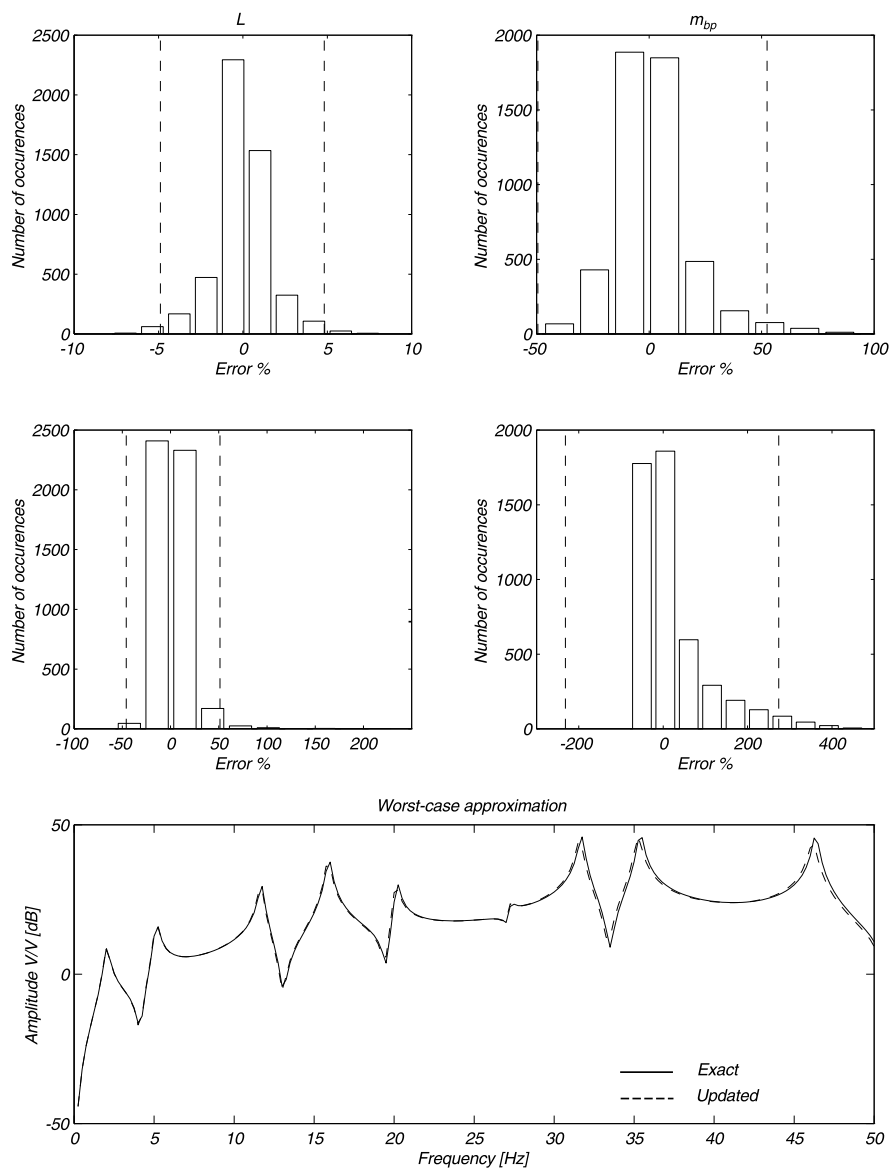 L
2500
2000
1500
1000
500
0
-10 -5 0 5 10
Number of occurences
Error %
m_bp
2000
1500
1000
500
0
-50 0 50 100
Number of occurences
Error %
2500
2000
1500
1000
500
0
-100 -50 0 50 100 150 200
Number of occurences
Error %
2000
1500
1000
500
0
-200 0 200 400
Number of occurences
Error %
Worst-case approximation
50
0
-50
Amplitude V/V [dB]
Exact
Updated
0 5 10 15 20 25 30 35 40 45 50
Frequency [Hz]